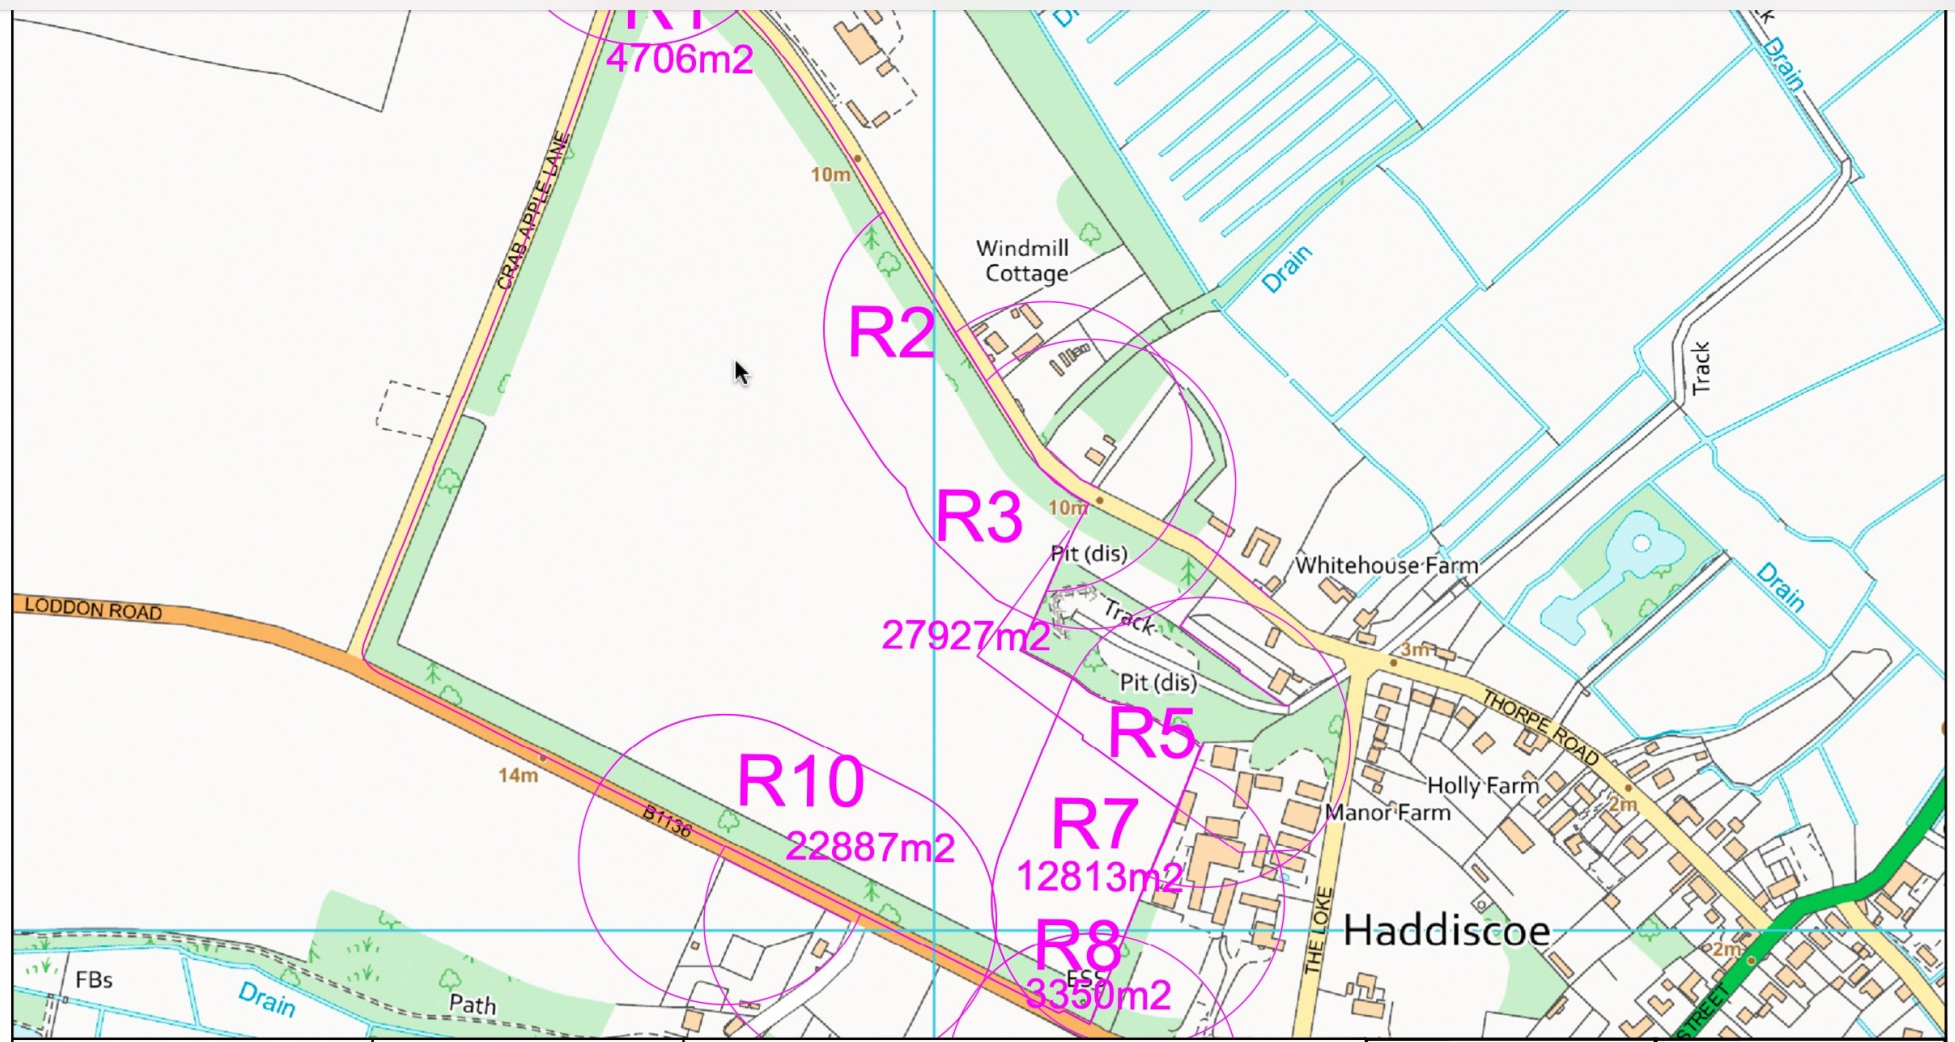 R1
4706m2
Drain
CRAB APPLE LANE
10m
Windmill
Cottage
Drain
R2
Track
R3
10m
Pit (dis)
Whitehouse Farm
Drain
LODDON ROAD
Track
27927m2
3m
Pit (dis)
R5
THORPE ROAD
14m
R10
Holly Farm
2m
R7
Manor Farm
B1136
22887m2
12813m2
THE LOKE
Haddiscoe
R8
2m
FBs
ESS
3350m2
Drain
Path
STREET